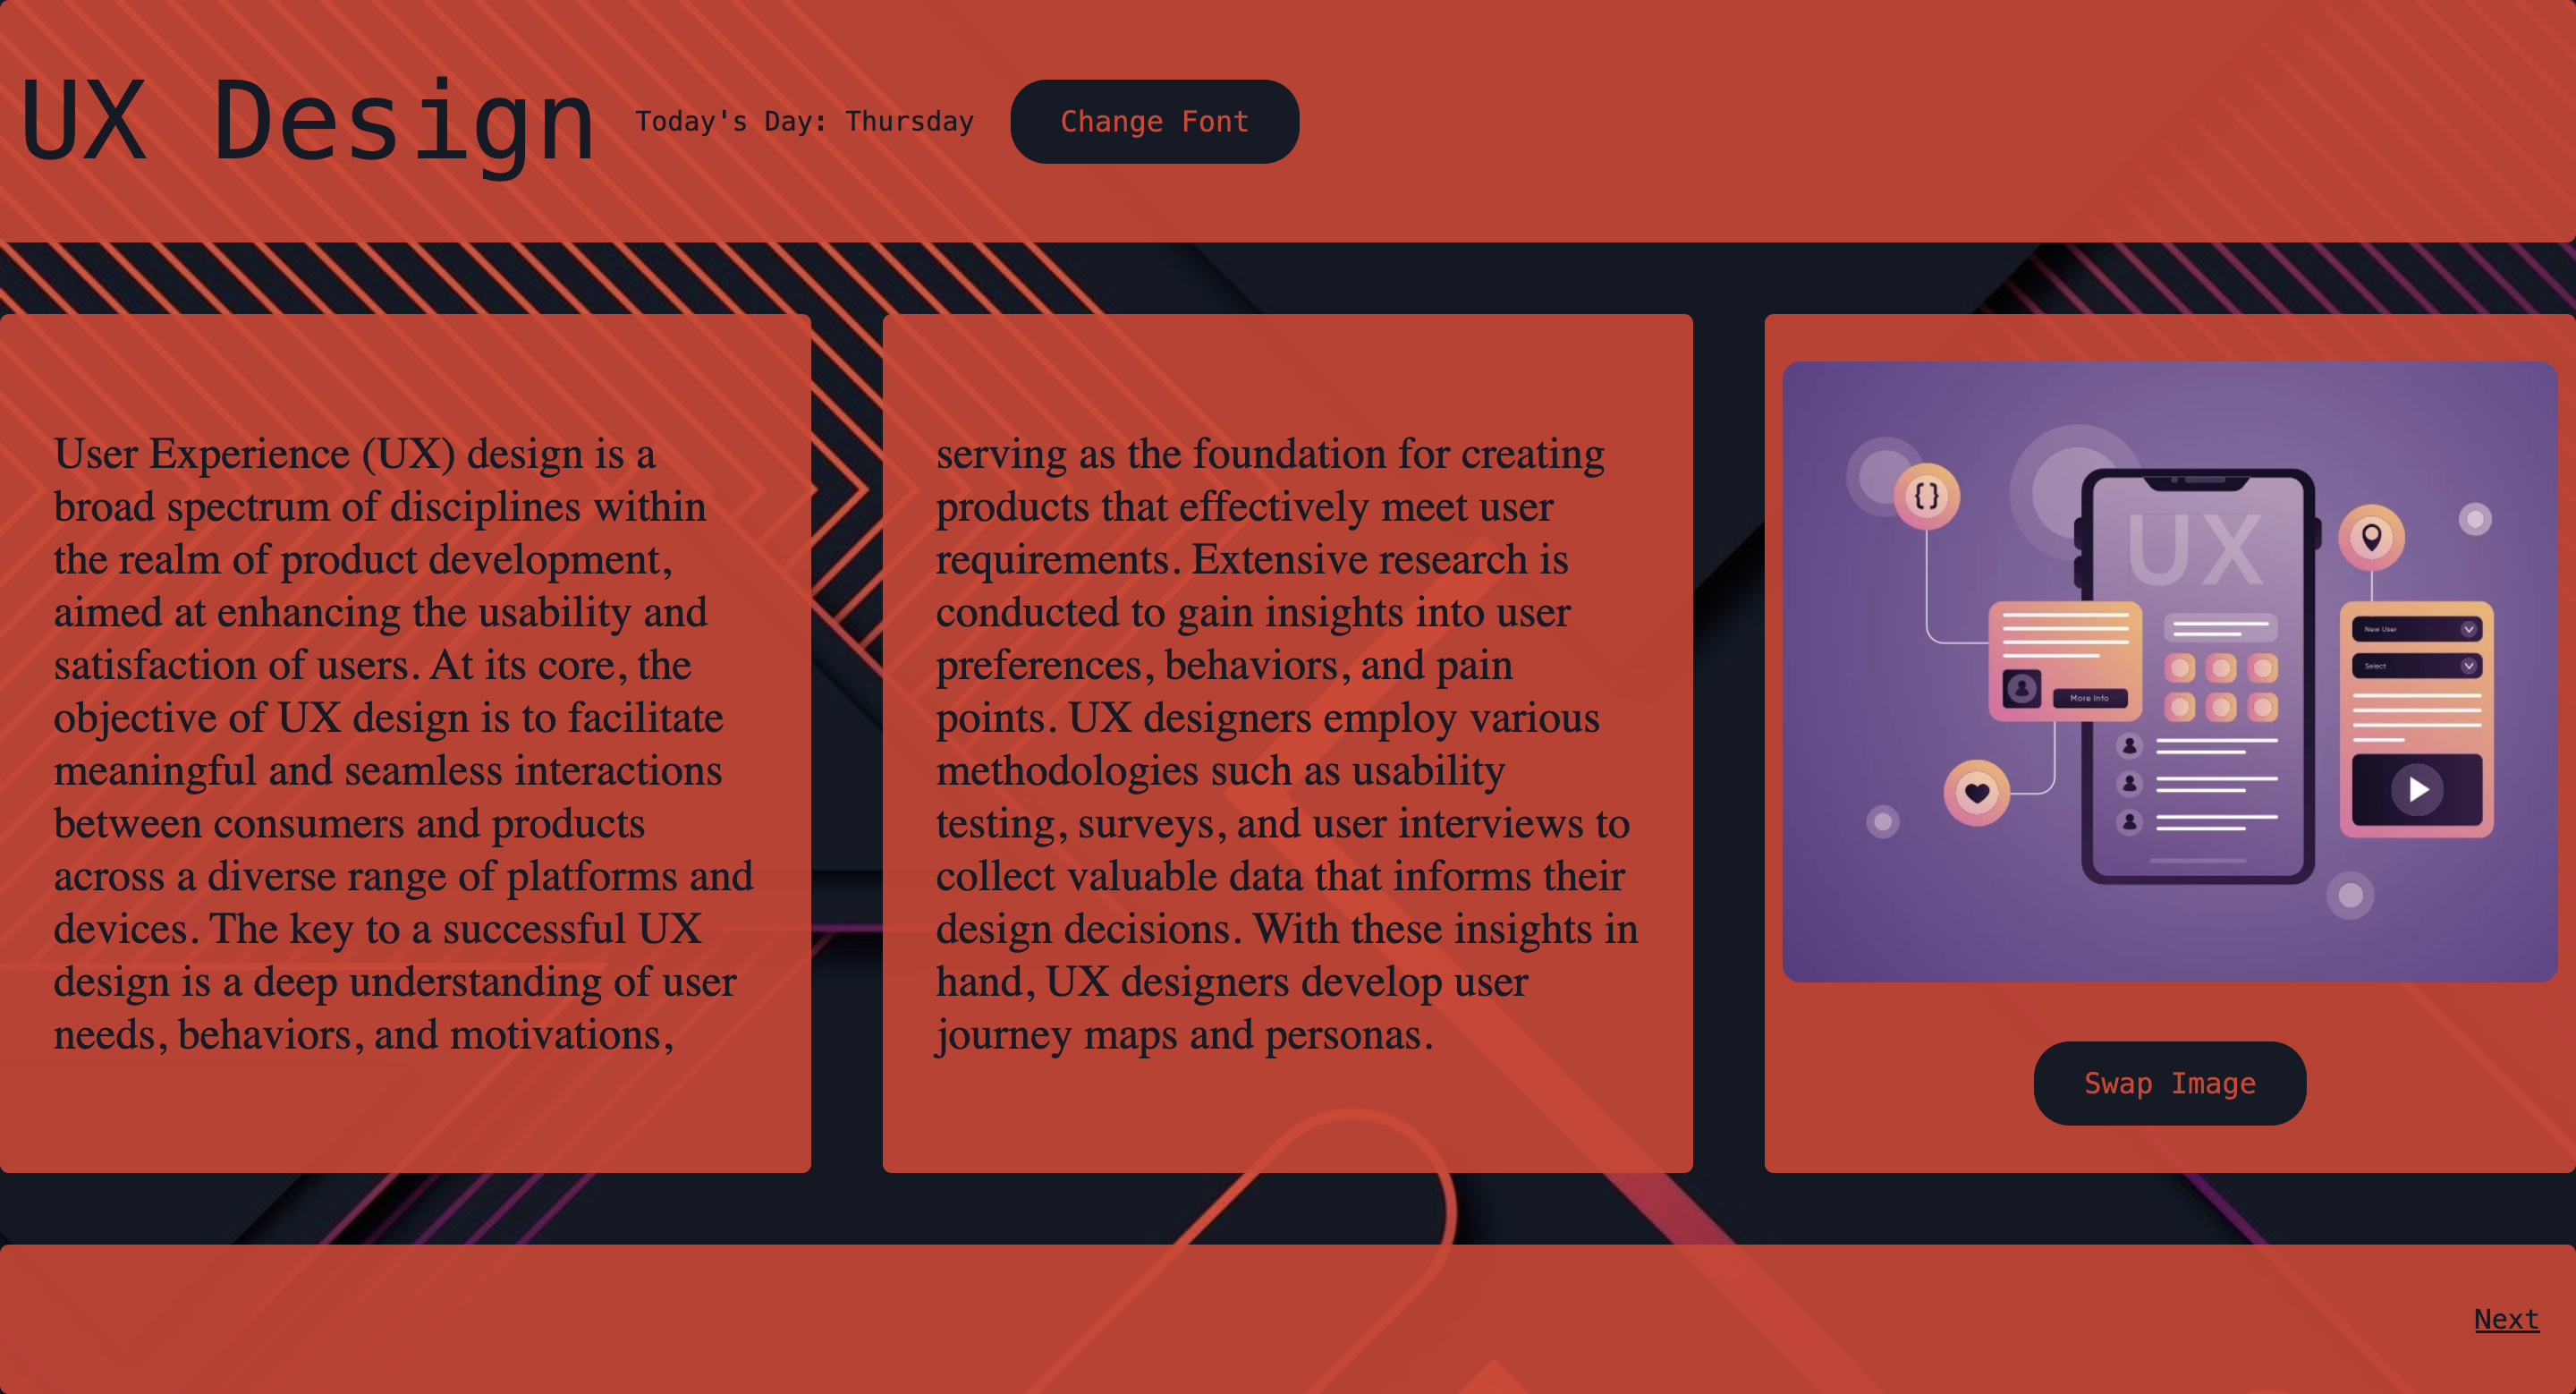 UX Design
Today's Day: Thursday
Change Font
User Experience (UX) design is a
broad spectrum of disciplines within
the realm of product development,
aimed at enhancing the usability and
satisfaction of users. At its core, the
objective of UX design is to facilitate
meaningful and seamless interactions
between consumers and products
across a diverse range of platforms and
devices. The key to a successful UX
design is a deep understanding of user
needs, behaviors, and motivations,
serving as the foundation for creating
products that effectively meet user
requirements. Extensive research is
conducted to gain insights into user
preferences, behaviors, and pain
points. UX designers employ various
methodologies such as usability
testing, surveys, and user interviews to
collect valuable data that informs their
design decisions. With these insights in
hand, UX designers develop user
journey maps and personas.
{}
UX
New User
Select
More Info
Swap Image
Next